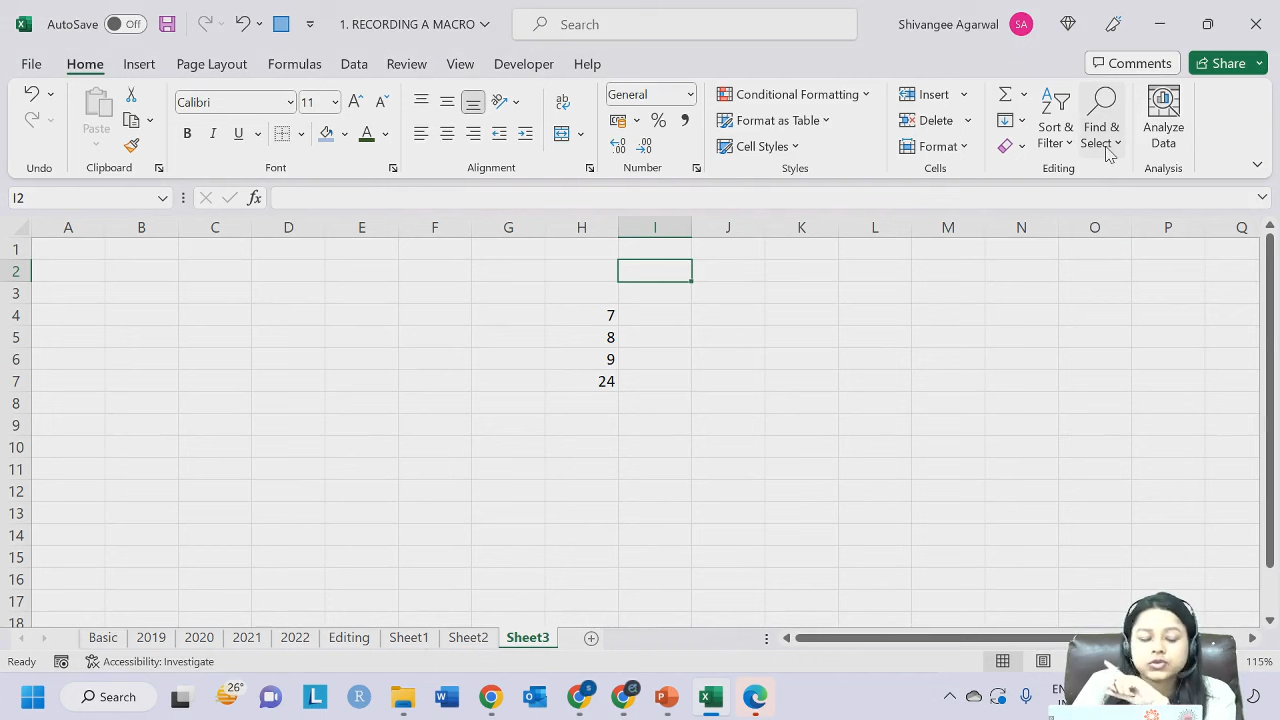 AutoSave Off 1. RECORDING A MACRO Search Shivangee Agarwal SA
File Home Insert Page Layout Formulas Data Review View Developer Help Comments Share
Paste Calibri 11 General Conditional Formatting Insert Σ
B I U % Format as Table Delete Sort & Filter Find & Select Analyze Data
Cell Styles Format
Undo Clipboard Font Alignment Number Styles Cells Editing Analysis
I2 fx
A B C D E F G H I J K L M N O P Q
1
2
3
4 7
5 8
6 9
7 24
8
9
10
11
12
13
14
15
16
17
18
Basic 2019 2020 2021 2022 Editing Sheet1 Sheet2 Sheet3
Ready Accessibility: Investigate 115%
26° Search